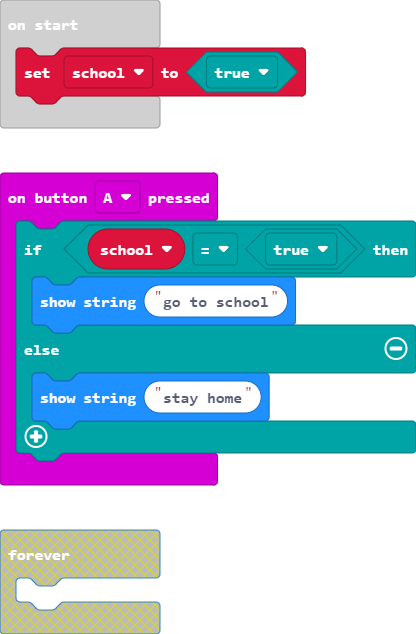 on start
set school to true
on button A pressed
if school = true then
show string "go to school"
else
show string "stay home"
forever